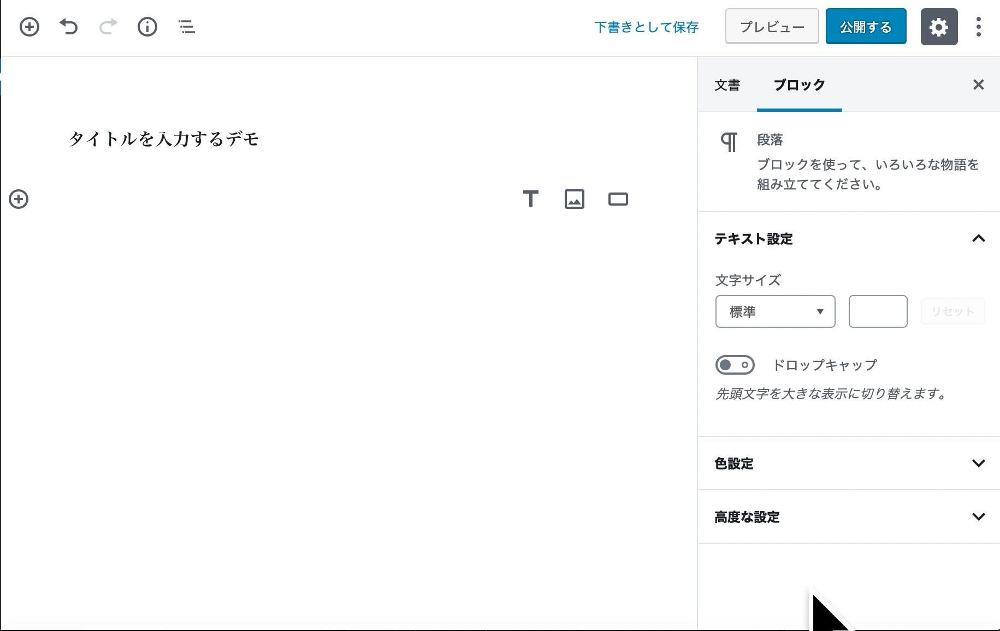 下書きとして保存
プレビュー
公開する
文書
ブロック
タイトルを入力するデモ
段落
ブロックを使って、いろいろな物語を
組み立ててください。
テキスト設定
文字サイズ
標準
リセット
ドロップキャップ
先頭文字を大きな表示に切り替えます。
色設定
高度な設定